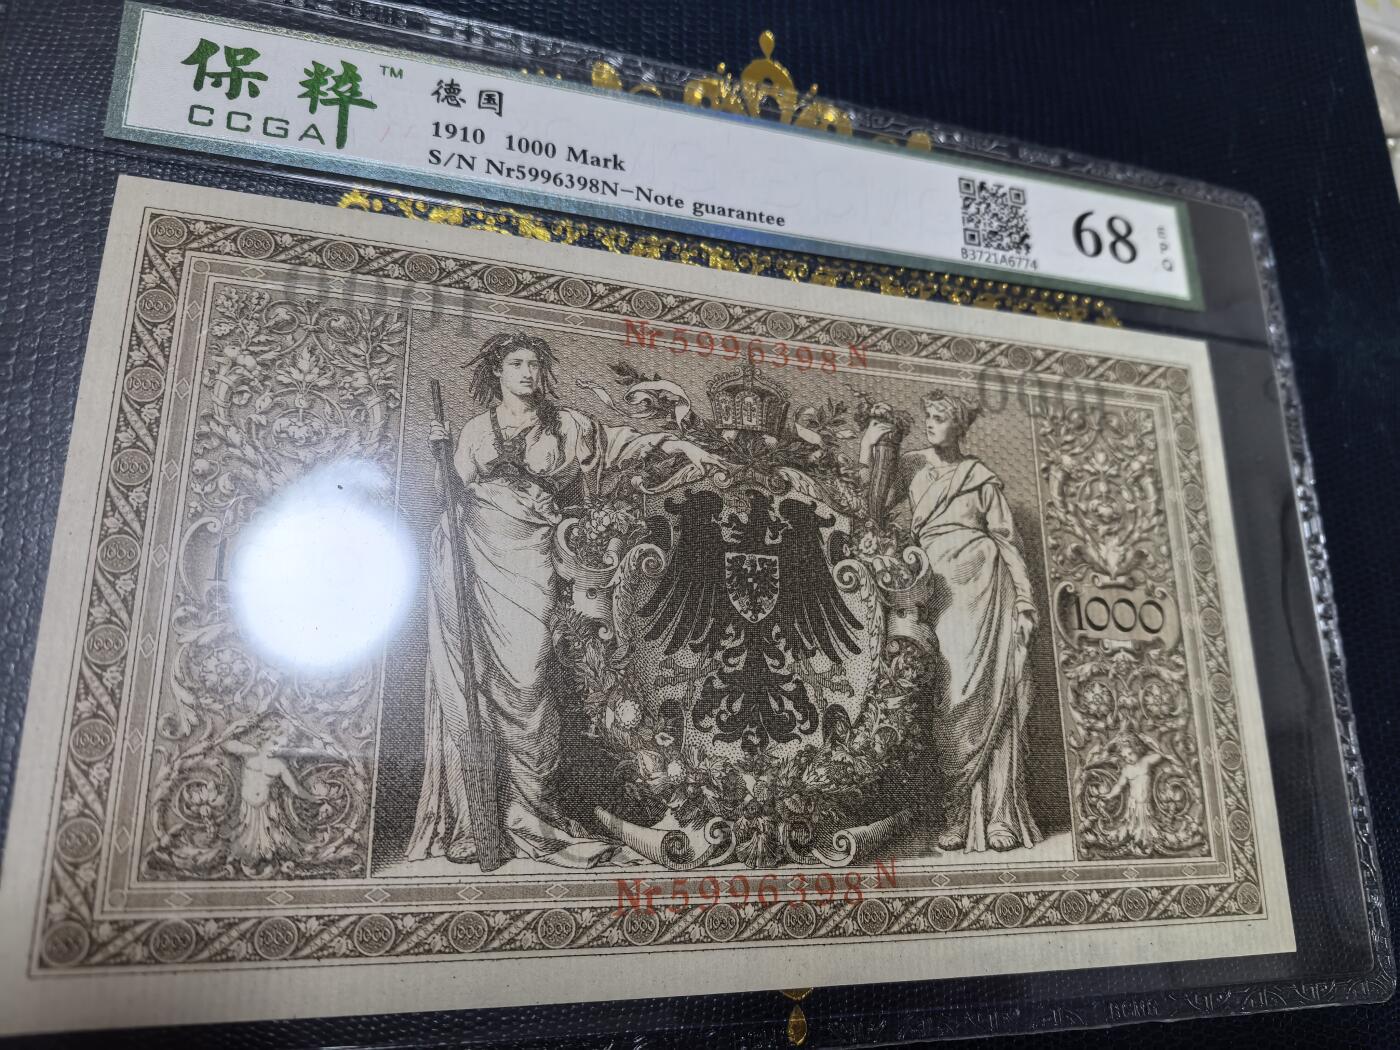 保粹™
CCGA
德国
1910 1000 Mark
S/N Nr5996398N-Note guarantee
B3721A6774
68
EPQ
Nr5996398N
1000
Nr5996398N